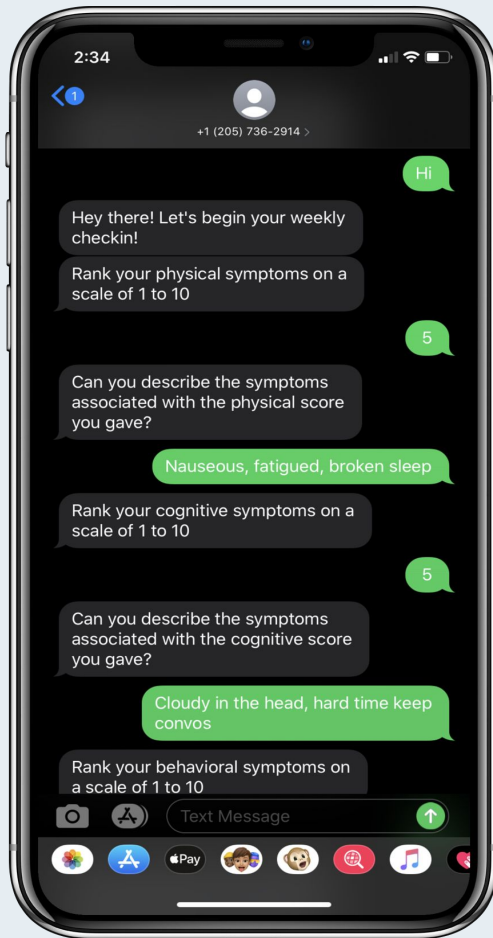 2:34
1
+1 (205) 736-2914 >
Hi
Hey there! Let's begin your weekly
checkin!
Rank your physical symptoms on a
scale of 1 to 10
5
Can you describe the symptoms
associated with the physical score
you gave?
Nauseous, fatigued, broken sleep
Rank your cognitive symptoms on a
scale of 1 to 10
5
Can you describe the symptoms
associated with the cognitive score
you gave?
Cloudy in the head, hard time keep
convos
Rank your behavioral symptoms on
a scale of 1 to 10
Text Message
Pay